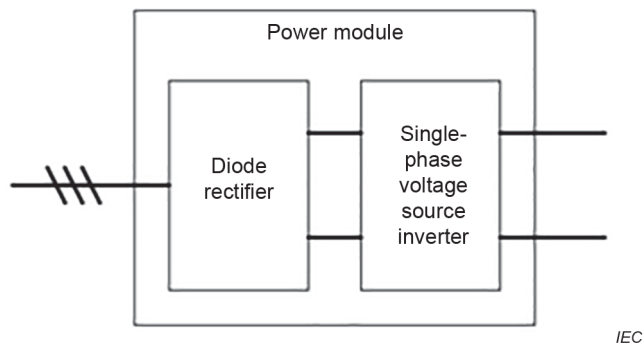 Power module
Diode
rectifier
Single-
phase
voltage
source
inverter
IEC